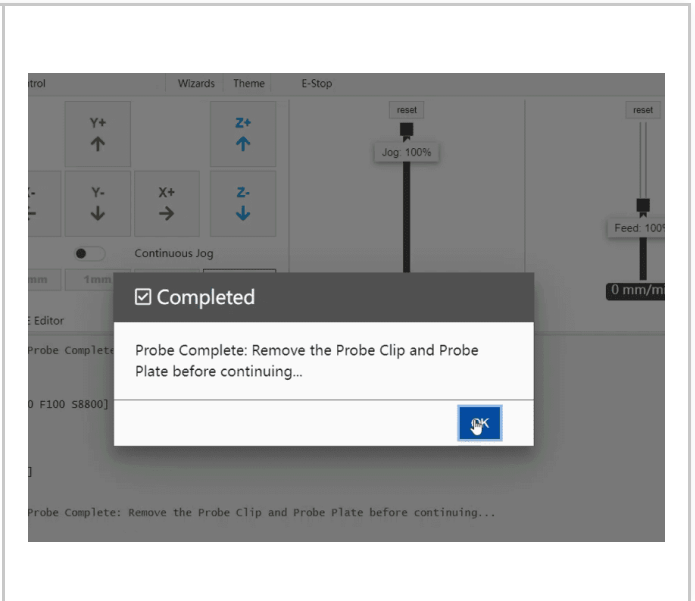 Wizards Theme E-Stop
reset
reset
Y+
Z+
Jog: 100%
Y-
X+
Z-
Feed: 100%
Continuous Jog
mm
1mm
0 mm/m
Completed
Editor
Probe Complete
Probe Complete: Remove the Probe Clip and Probe
Plate before continuing...
0 F100 S8800]
OK
]
Probe Complete: Remove the Probe Clip and Probe Plate before continuing...